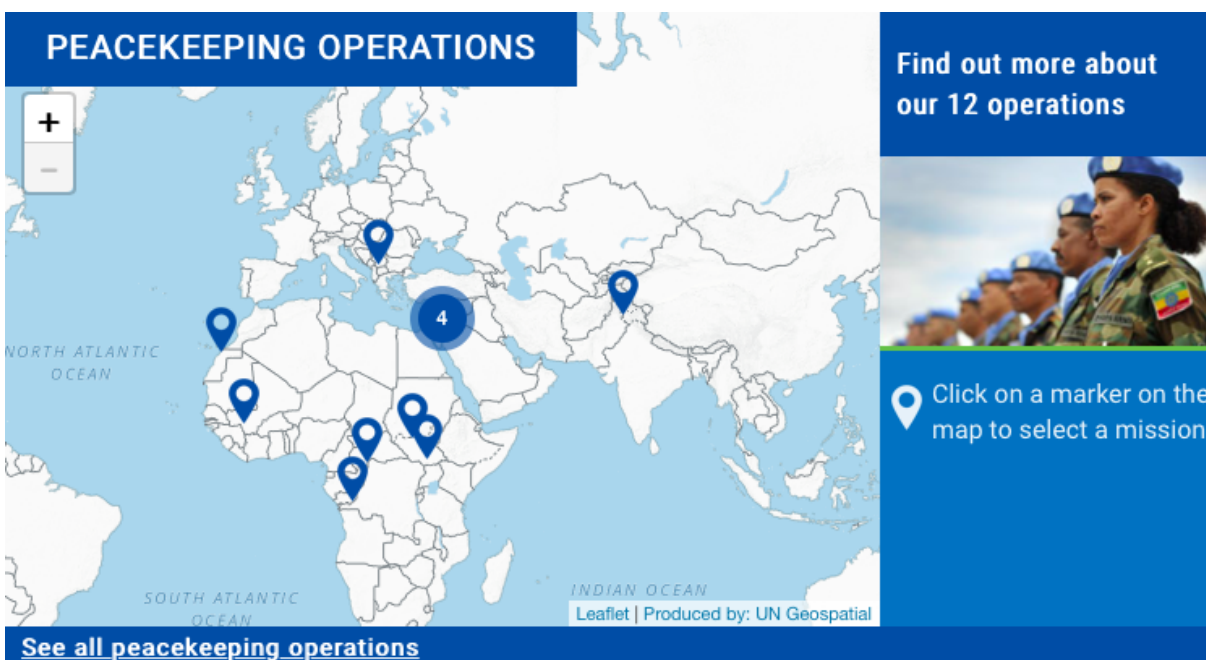 PEACEKEEPING OPERATIONS
Find out more about
our 12 operations
+
−
4
NORTH ATLANTIC
OCEAN
Click on a marker on the
map to select a mission
SOUTH ATLANTIC
OCEAN
INDIAN OCEAN
Leaflet | Produced by: UN Geospatial
See all peacekeeping operations